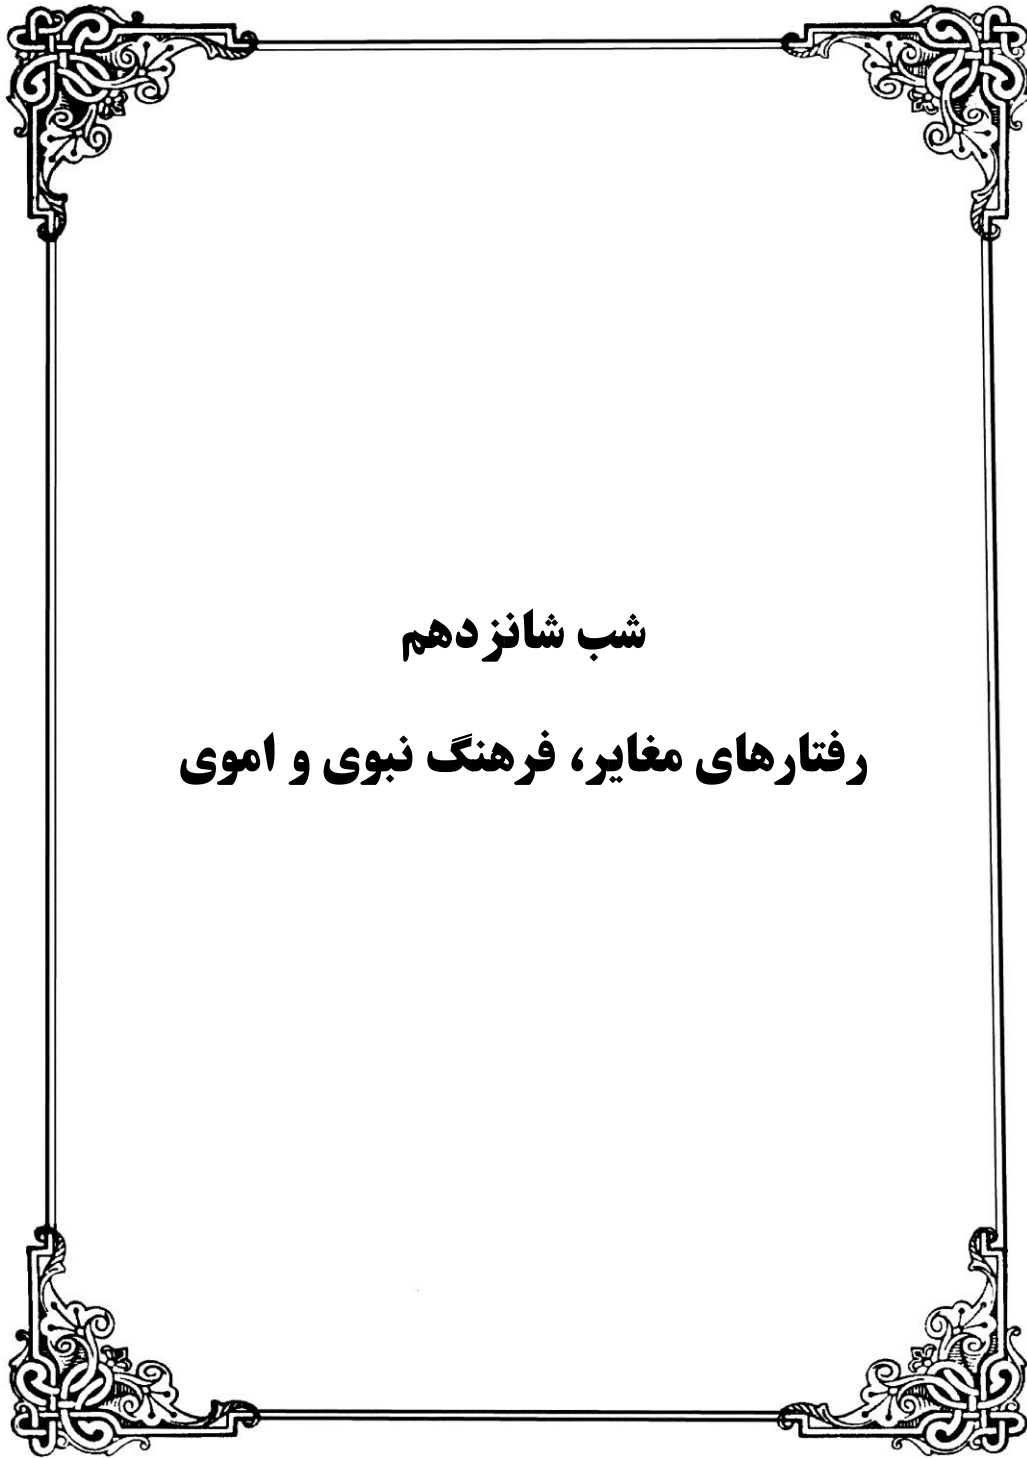 شب شانزدهم
رفتارهای مغایر، فرهنگ نبوی و اموی